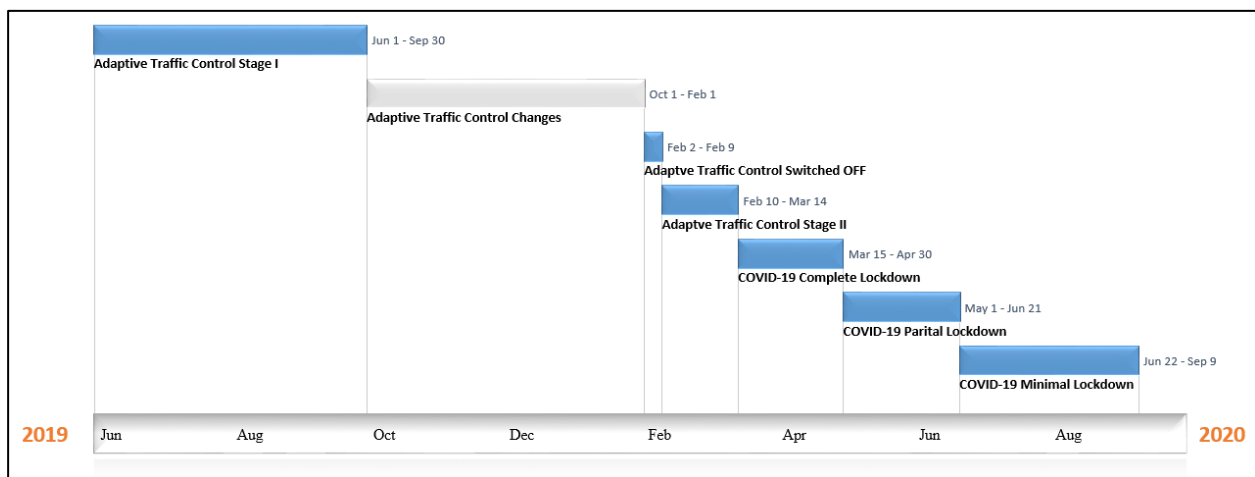 Jun 1 - Sep 30
Adaptive Traffic Control Stage I
Oct 1 - Feb 1
Adaptive Traffic Control Changes
Feb 2 - Feb 9
Adaptve Traffic Control Switched OFF
Feb 10 - Mar 14
Adaptve Traffic Control Stage II
Mar 15 - Apr 30
COVID-19 Complete Lockdown
May 1 - Jun 21
COVID-19 Parital Lockdown
Jun 22 - Sep 9
COVID-19 Minimal Lockdown
2019 Jun Aug Oct Dec Feb Apr Jun Aug 2020